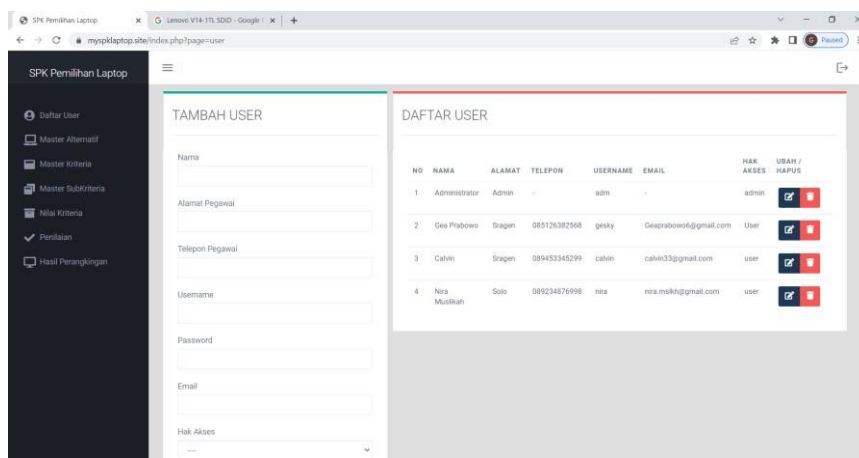 SPK Pemilihan Laptop
Lenovo V14-1TL SDID - Google
myspklaptop.site/index.php?page=user
Paused
SPK Pemilihan Laptop
Daftar User
Master Alternatif
Master Kriteria
Master SubKriteria
Nilai Kriteria
Penilaian
Hasil Perangkingan
TAMBAH USER
Nama
Alamat Pegawai
Telepon Pegawai
Username
Password
Email
Hak Akses
---
DAFTAR USER
NO NAMA ALAMAT TELEPON USERNAME EMAIL HAK AKSES UBAH / HAPUS
1 Administrator Admin - adm - admin
2 Gea Prabowo Sragen 085126382568 gesky Geaprabowo6@gmail.com User
3 Calvin Sragen 089453345299 calvin calvin33@gmail.com user
4 Nira Muslikah Solo 089234876998 nira nira.mslkh@gmail.com user